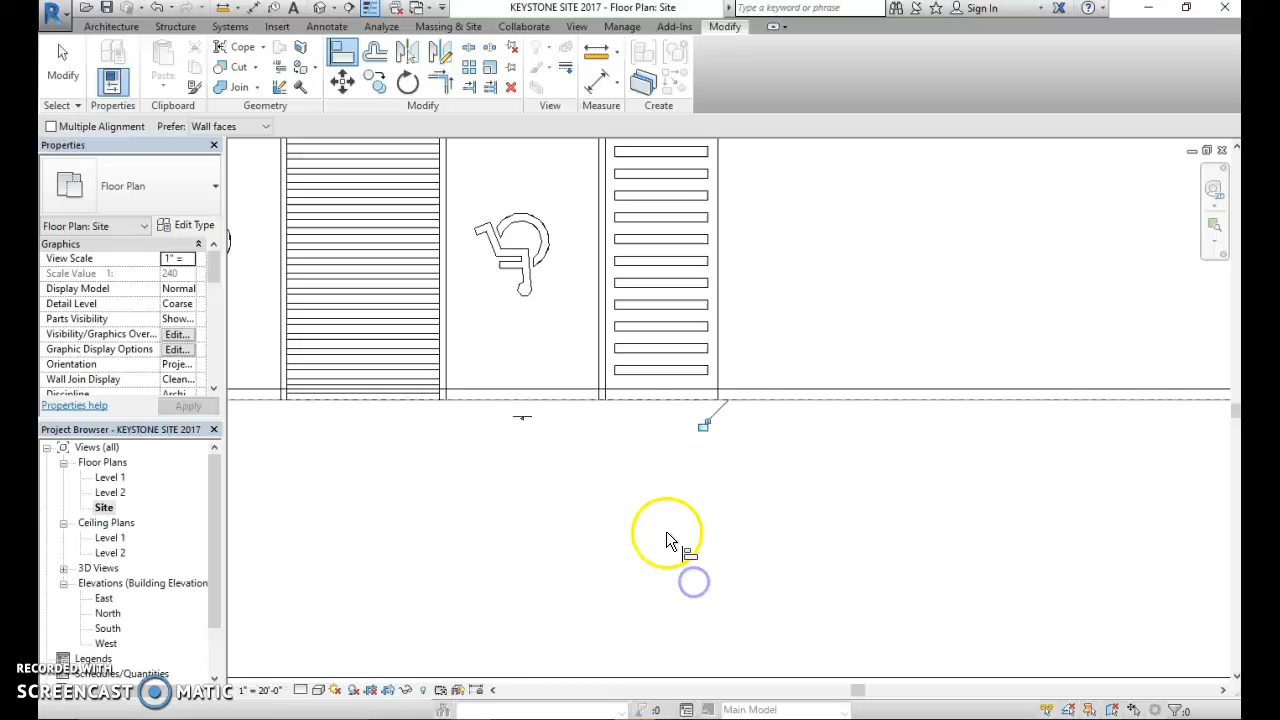 KEYSTONE SITE 2017 - Floor Plan: Site
Type a keyword or phrase
Sign In
Architecture Structure Systems Insert Annotate Analyze Massing & Site Collaborate View Manage Add-Ins Modify
Modify
Paste
Cope
Cut
Join
Select Properties Clipboard Geometry Modify View Measure Create
Multiple Alignment Prefer: Wall faces
Properties
Floor Plan
Floor Plan: Site Edit Type
Graphics
View Scale 1" =
Scale Value 1: 240
Display Model Normal
Detail Level Coarse
Parts Visibility Show...
Visibility/Graphics Over... Edit...
Graphic Display Options Edit...
Orientation Proje...
Wall Join Display Clean...
Discipline Archi
Properties help Apply
Project Browser - KEYSTONE SITE 2017
Views (all)
Floor Plans
Level 1
Level 2
Site
Ceiling Plans
Level 1
Level 2
3D Views
Elevations (Building Elevation
East
North
South
West
Legends
Schedules/Quantities
RECORDED WITH
SCREENCAST MATIC
1" = 20'-0"
:0 Main Model :0
2D